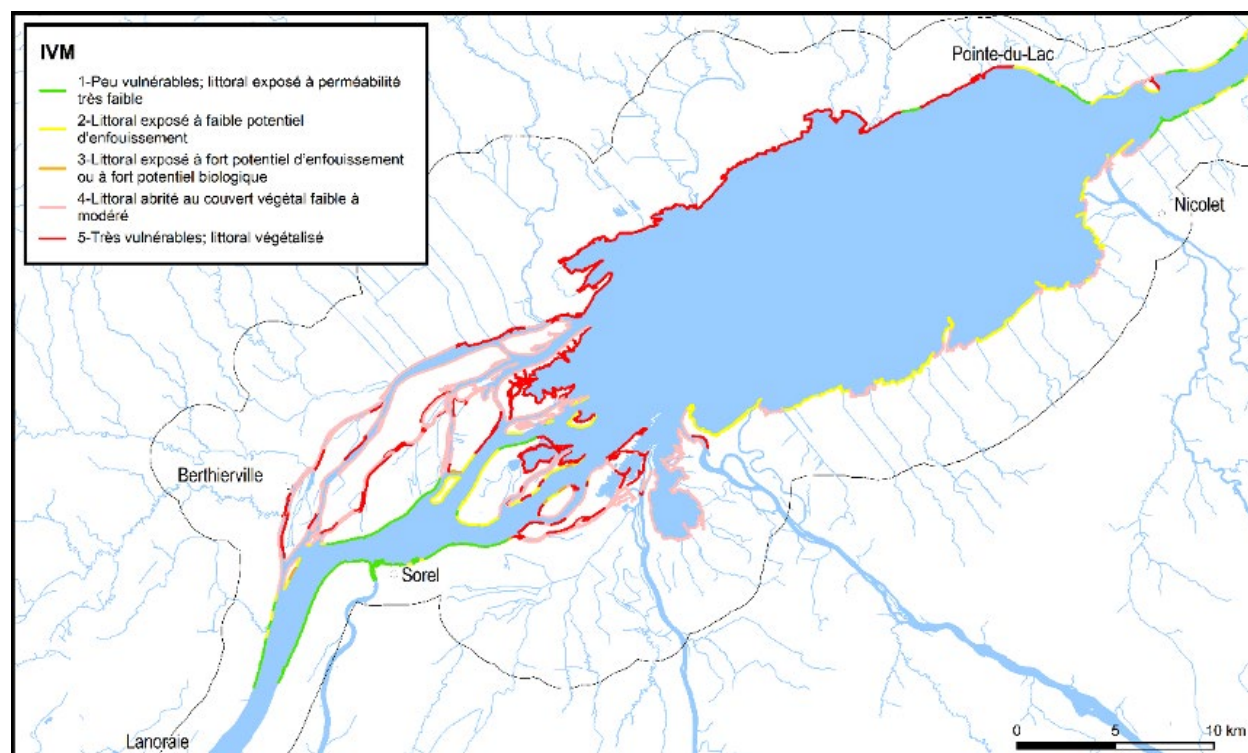 IVM
1-Peu vulnérables; littoral exposé à perméabilité
très faible
2-Littoral exposé à faible potentiel
d'enfouissement
3-Littoral exposé à fort potentiel d'enfouissement
ou à fort potentiel biologique
4-Littoral abrité au couvert végétal faible à
modéré
5-Très vulnérables; littoral végétalisé
Pointe-du-Lac
Nicolet
Berthierville
Sorel
Lanoraie
0 5 10 km